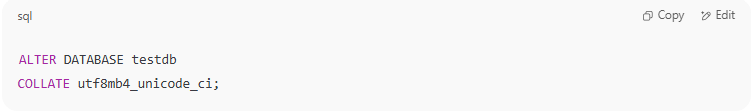 sql
Copy
Edit
ALTER DATABASE testdb
COLLATE utf8mb4_unicode_ci;